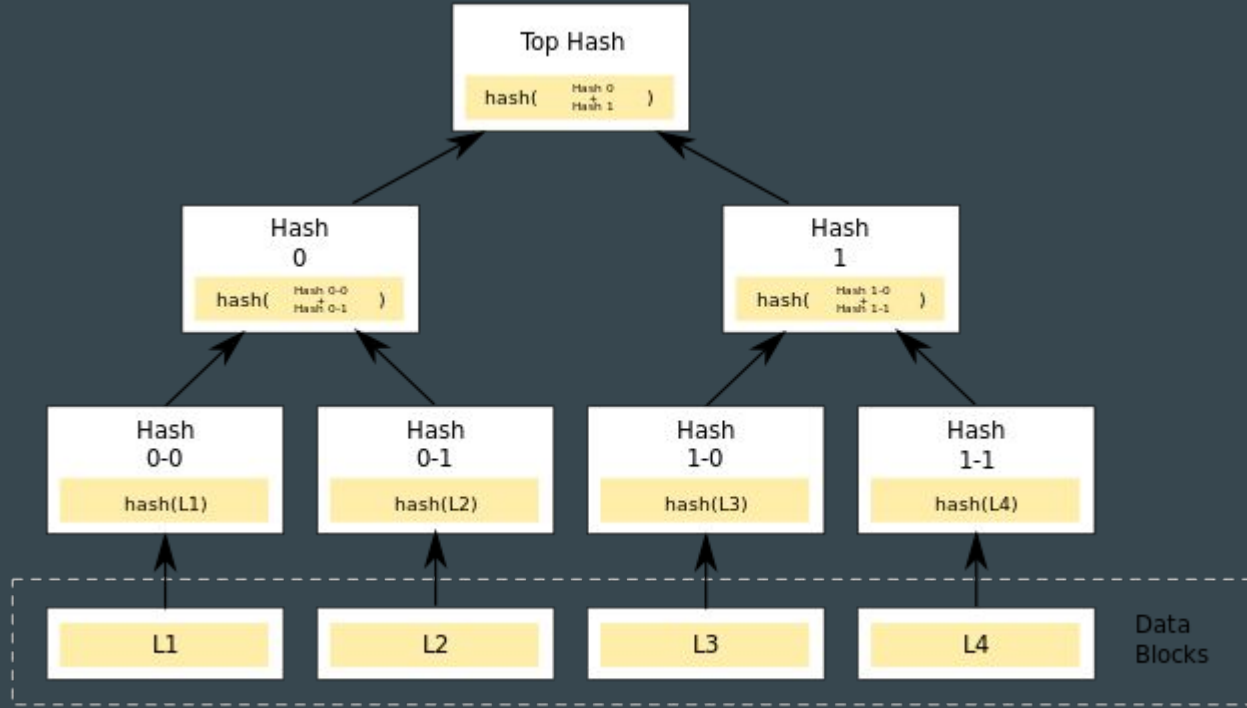 Top Hash
hash( Hash 0 + Hash 1 )
Hash
0
hash( Hash 0-0 + Hash 0-1 )
Hash
1
hash( Hash 1-0 + Hash 1-1 )
Hash
0-0
hash(L1)
Hash
0-1
hash(L2)
Hash
1-0
hash(L3)
Hash
1-1
hash(L4)
L1
L2
L3
L4
Data
Blocks